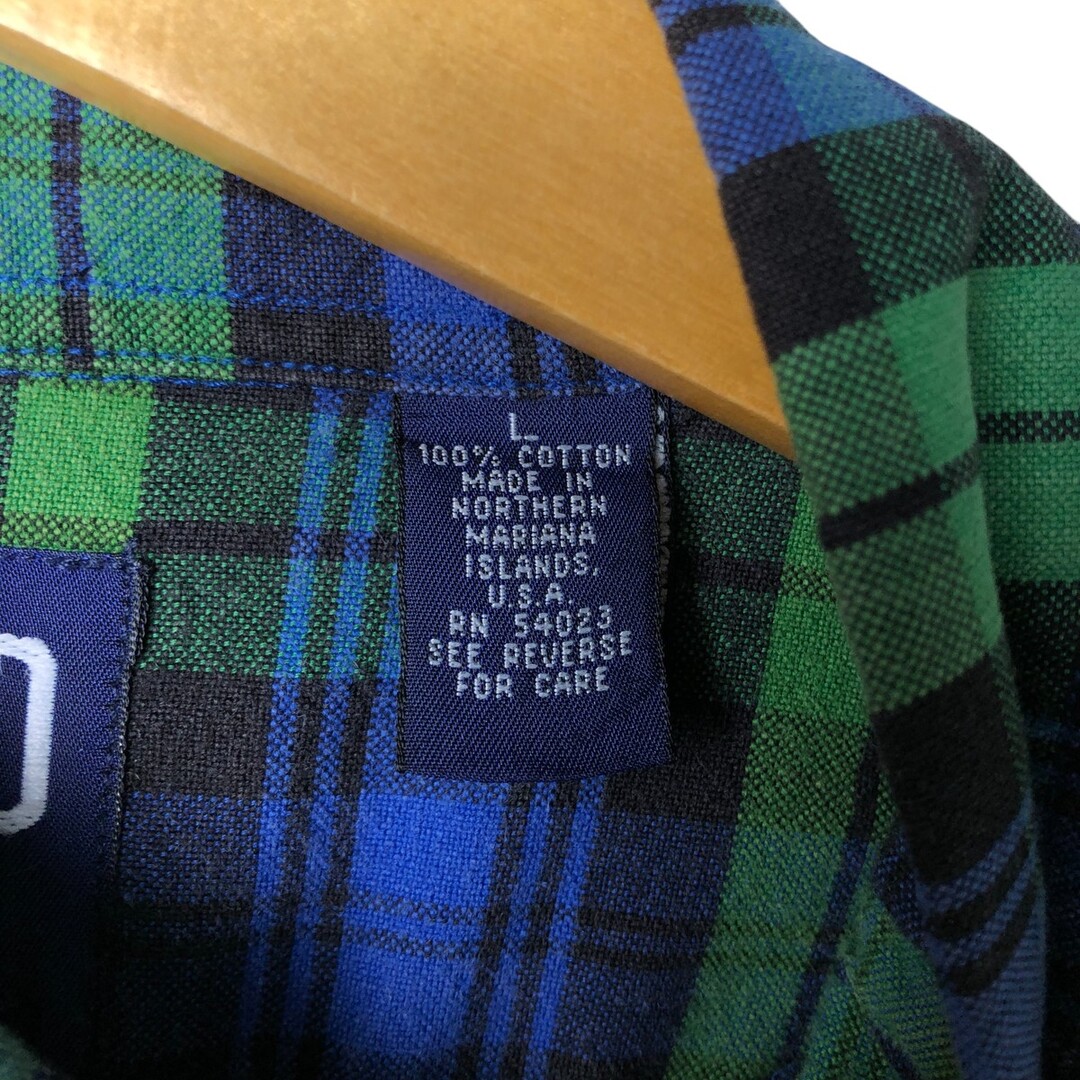 L
100% COTTON
MADE IN
NORTHERN
MARIANA
ISLANDS,
U.S.A.
RN 54023
SEE REVERSE
FOR CARE